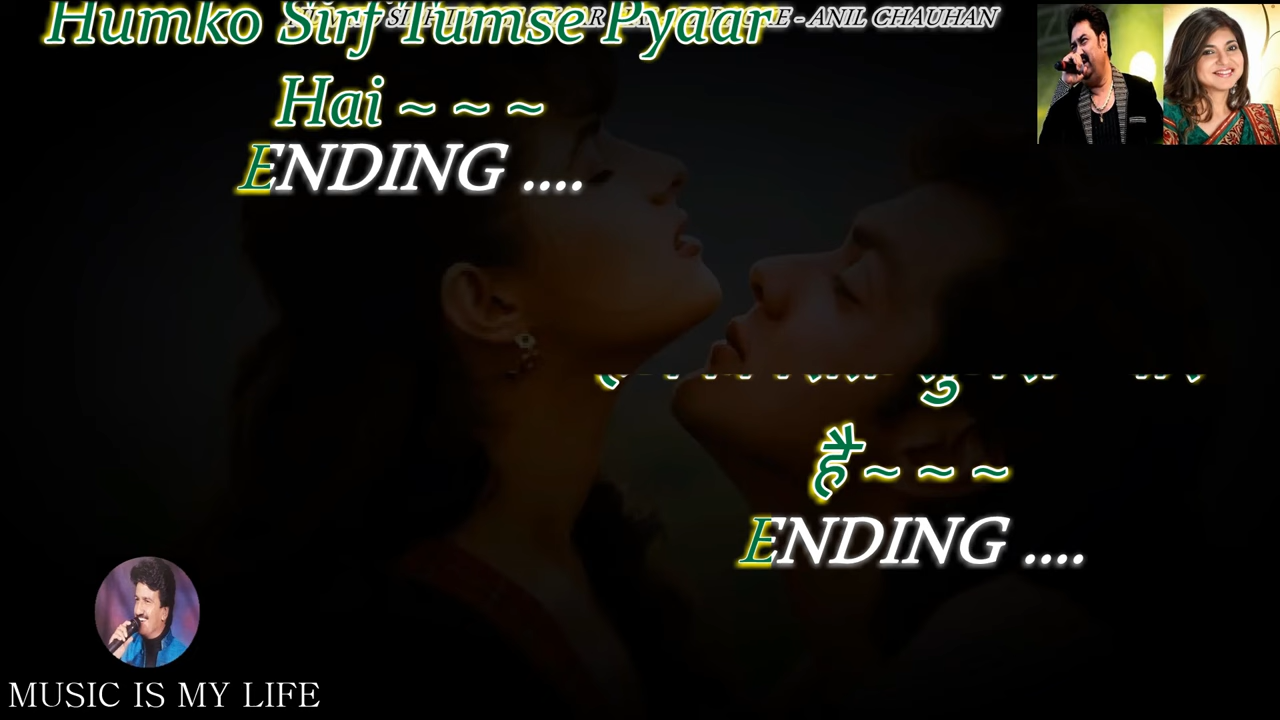 Humko Sirf Tumse Pyaar
- ANIL CHAUHAN
Hai ~ ~ ~
ENDING ....
है ~ ~ ~
ENDING ....
MUSIC IS MY LIFE